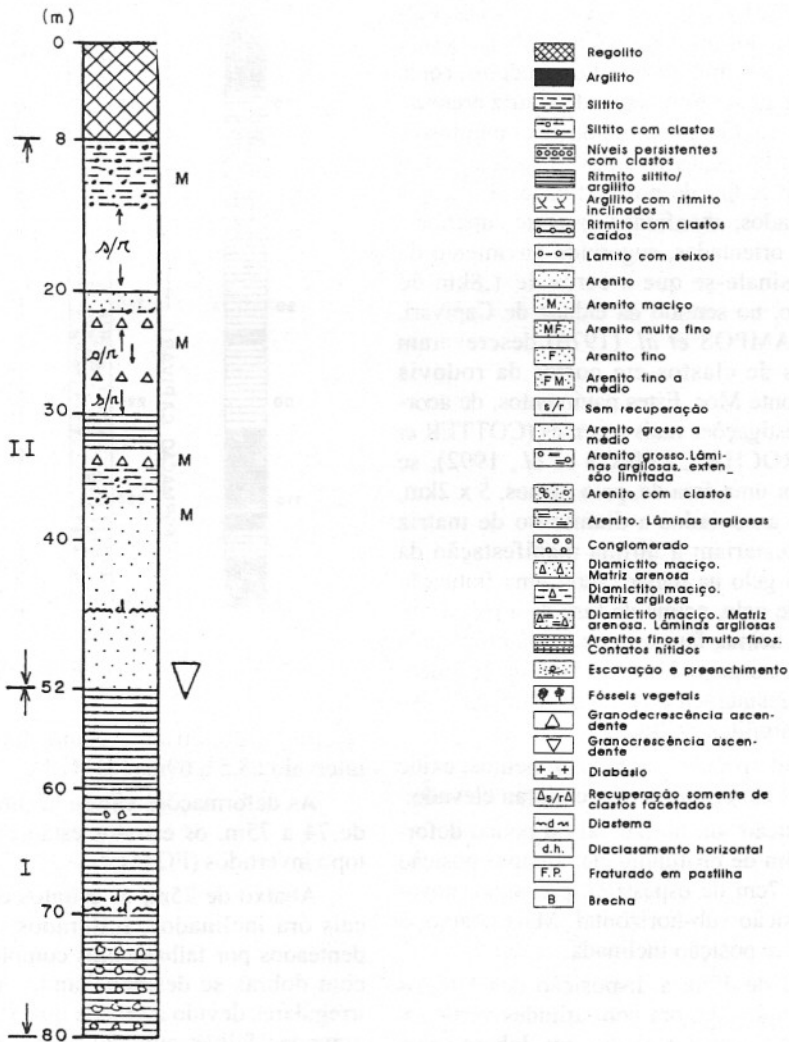 (m)
0
8
M
s/r
20
M
s/r
30
s/r
II
M
M
40
d
52
60
I
70
80
Regolito
Argilito
Siltito
Siltito com clastos
Níveis persistentes
com clastos
Ritmito siltito/
argilito
Argilito com ritmito
inclinados
Ritmito com clastos
caídos
Lamito com seixos
Arenito
M Arenito maciço
MF Arenito muito fino
F Arenito fino
FM Arenito fino a
médio
s/r Sem recuperação
Arenito grosso a
médio
Arenito grosso.Lâmi-
nas argilosas, exten-
são limitada
Arenito com clastos
Arenito. Lâminas argilosas
Conglomerado
Diamictito maciço.
Matriz arenosa
Diamictito maciço.
Matriz argilosa
Diamictito maciço. Matriz
arenosa. Lâminas argilosas
Arenitos finos e muito finos.
Contatos nítidos
Escavação e preenchimento
Fósseis vegetais
Granodecrescência ascen-
dente
Granocrescência ascen-
dente
Diabásio
s/r Recuperação somente de
clastos facetados
d Diastema
d.h. Diaclasamento horizontal
F.P. Fraturado em pastilha
B Brecha